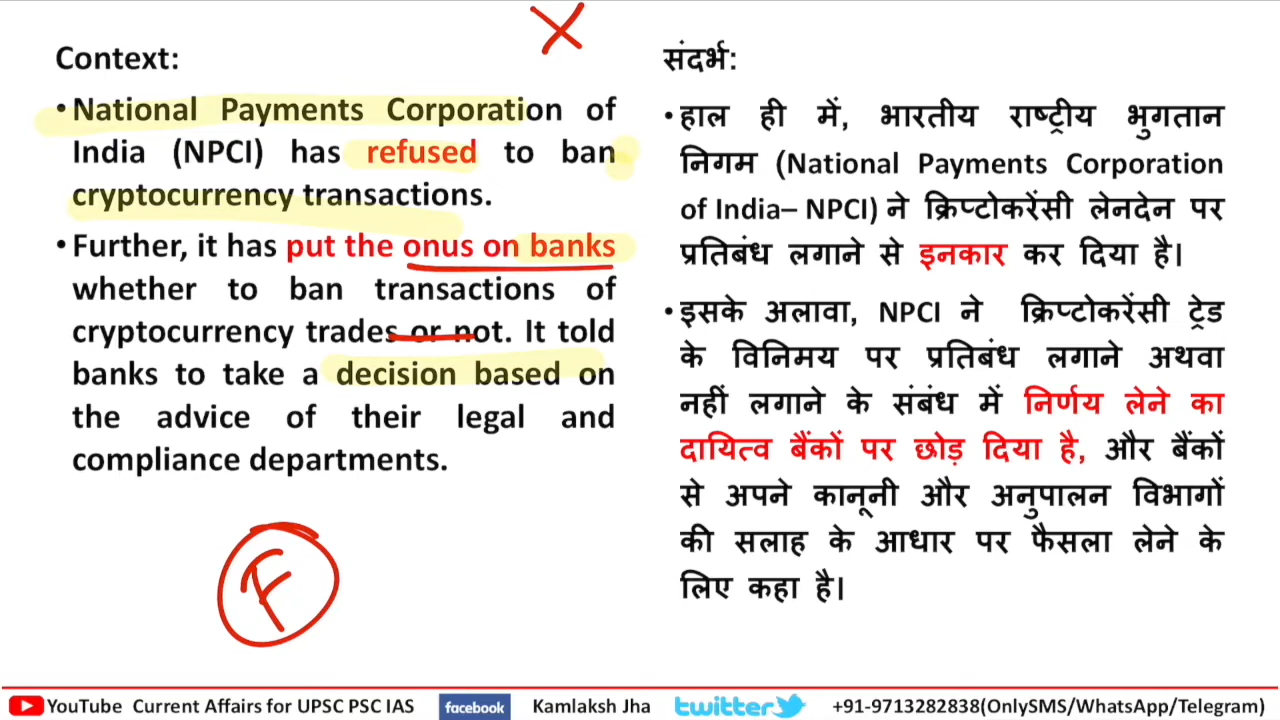 Context:
• National Payments Corporation of
India (NPCI) has refused to ban
cryptocurrency transactions.
• Further, it has put the onus on banks
whether to ban transactions of
cryptocurrency trades or not. It told
banks to take a decision based on
the advice of their legal and
compliance departments.
F
संदर्भ:
• हाल ही में, भारतीय राष्ट्रीय भुगतान
निगम (National Payments Corporation
of India– NPCI) ने क्रिप्टोकरेंसी लेनदेन पर
प्रतिबंध लगाने से इनकार कर दिया है।
• इसके अलावा, NPCI ने क्रिप्टोकरेंसी ट्रेड
के विनिमय पर प्रतिबंध लगाने अथवा
नहीं लगाने के संबंध में निर्णय लेने का
दायित्व बैंकों पर छोड़ दिया है, और बैंकों
से अपने कानूनी और अनुपालन विभागों
की सलाह के आधार पर फैसला लेने के
लिए कहा है।
YouTube Current Affairs for UPSC PSC IAS facebook Kamlaksh Jha twitter +91-9713282838(OnlySMS/WhatsApp/Telegram)